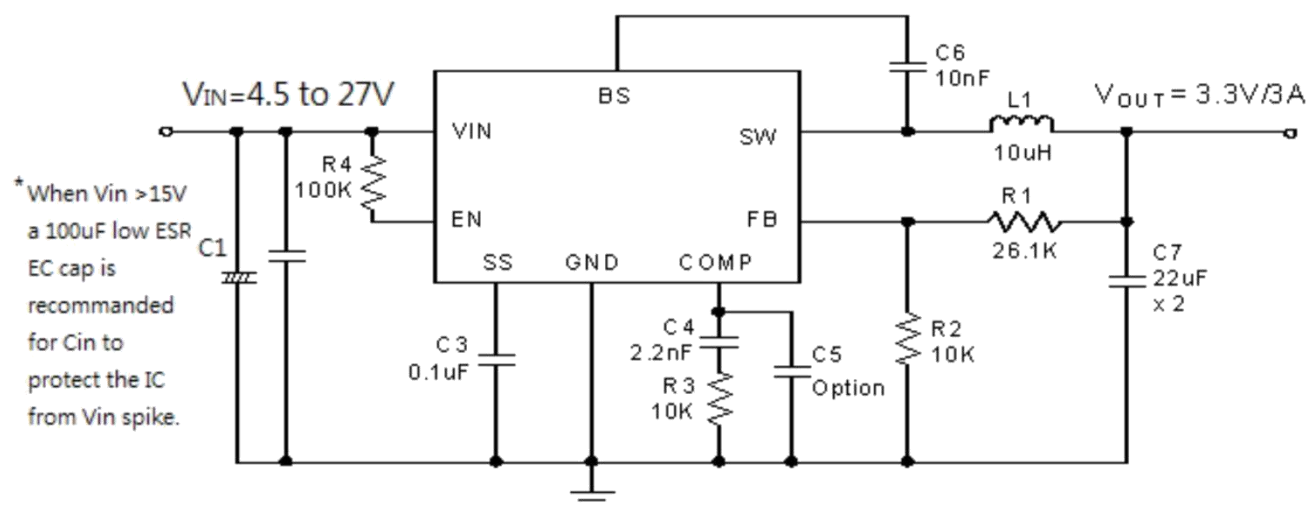 VIN=4.5 to 27V
*When Vin >15V
a 100uF low ESR
EC cap is
recommanded
for Cin to
protect the IC
from Vin spike.
C1
R4
100K
BS
VIN
SW
EN
FB
SS
GND
COMP
C6
10nF
L1
10uH
VOUT= 3.3V/3A
R1
26.1K
C7
22uF
x 2
C3
0.1uF
C4
2.2nF
R3
10K
C5
Option
R2
10K